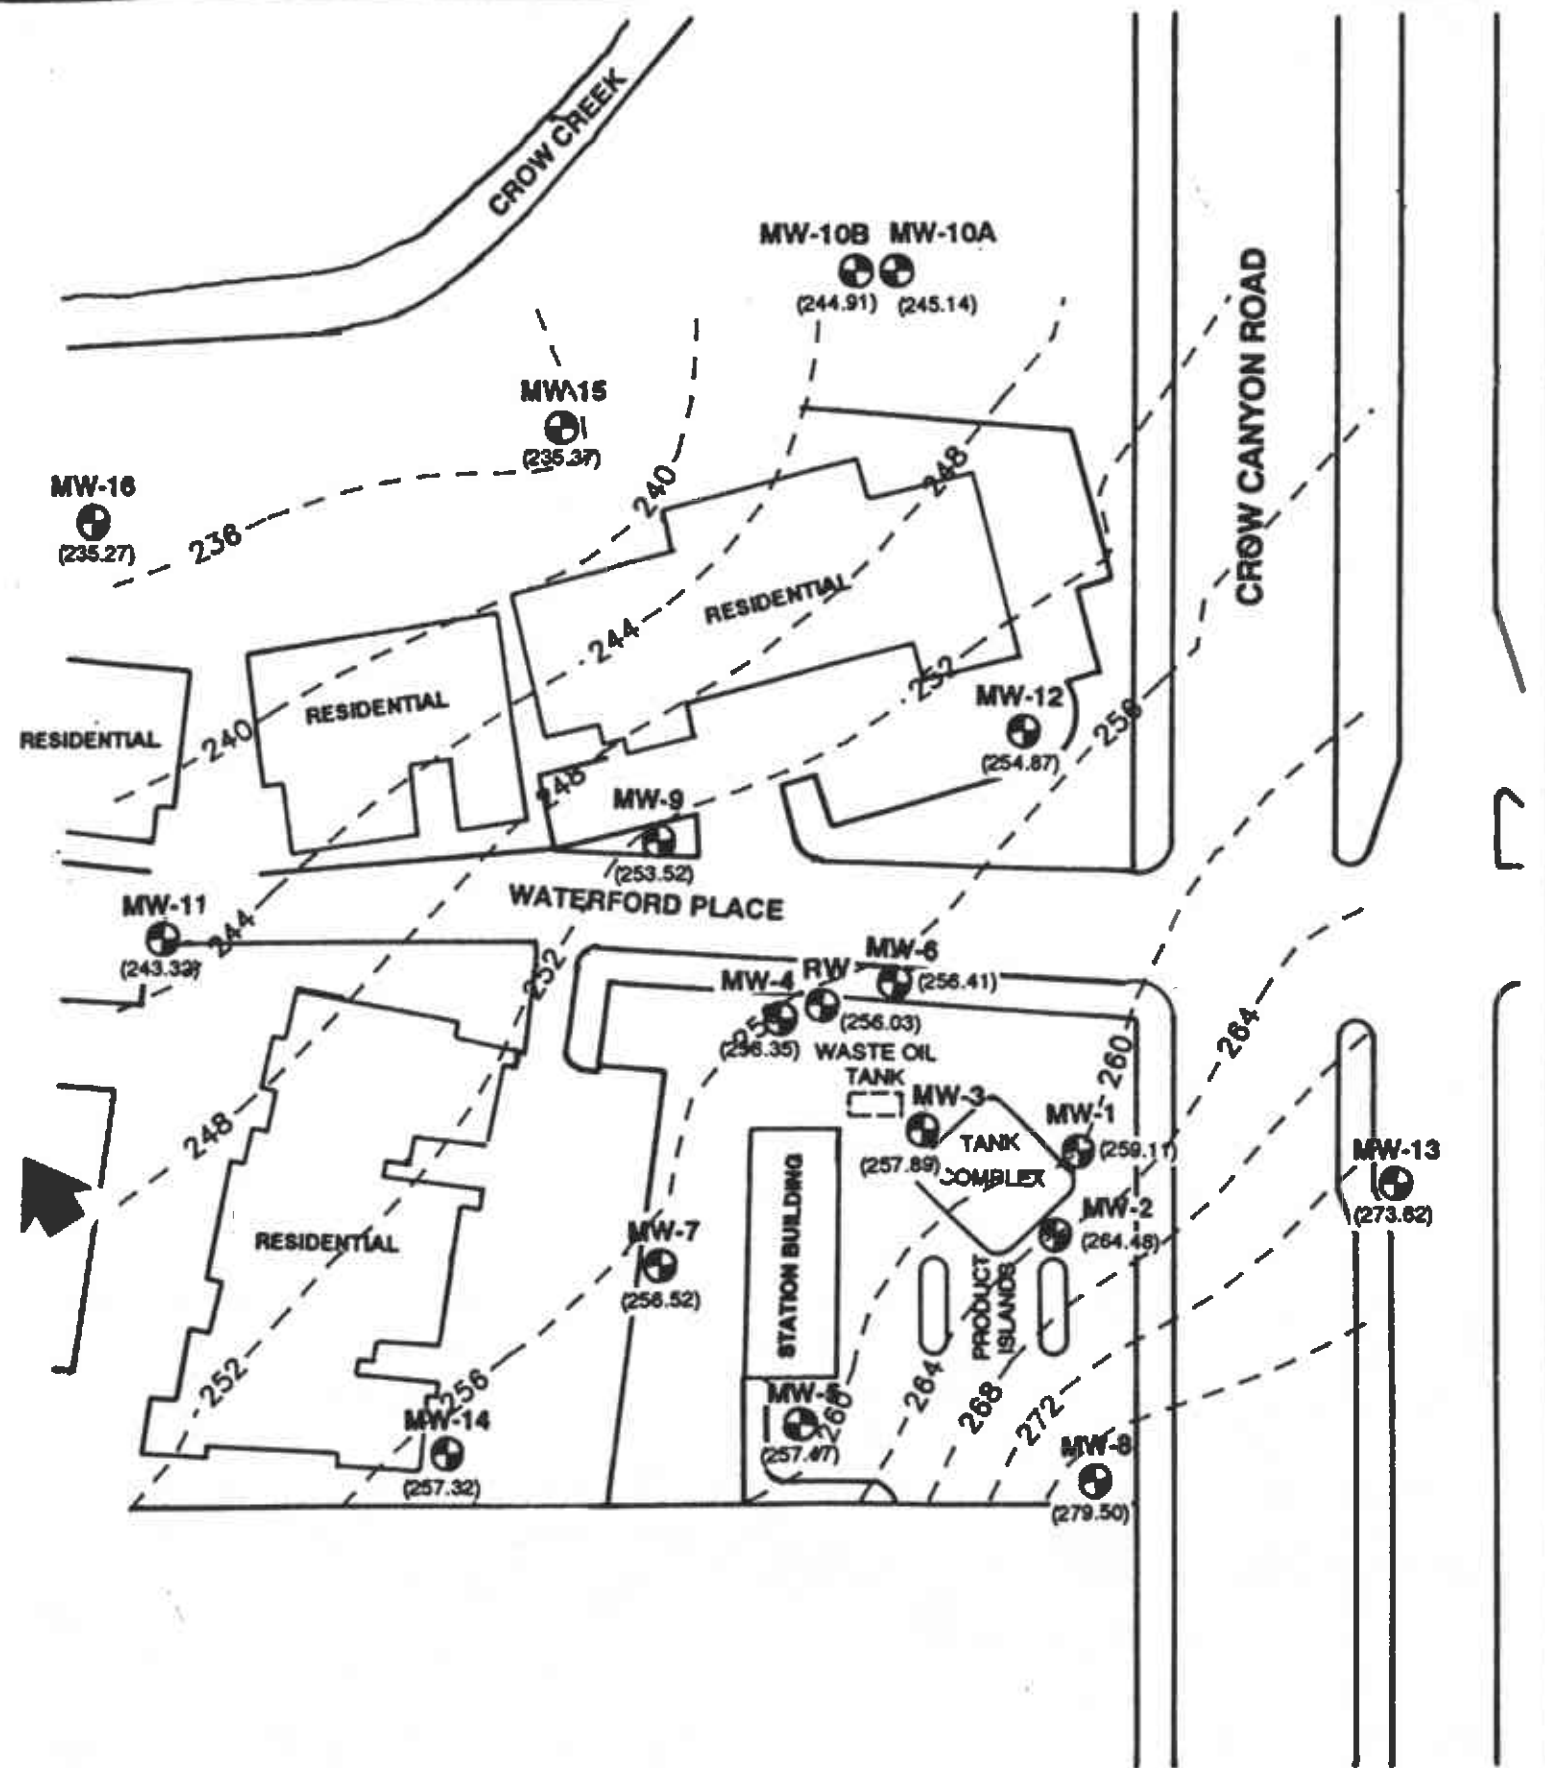 CROW CREEK
MW-10B MW-10A
(244.91) (245.14)
CROW CANYON ROAD
MW-15
(235.37)
MW-16
(235.27)
236
240
248
244
RESIDENTIAL
252
MW-12
(254.87)
256
RESIDENTIAL
RESIDENTIAL
240
248
MW-9
(253.52)
WATERFORD PLACE
MW-11
(243.33)
244
252
MW-6
(256.41)
RW
(256.03)
MW-4
(256.35)
WASTE OIL
TANK
260
264
MW-3
(257.89)
TANK
COMPLEX
MW-1
(259.11)
MW-13
(273.62)
MW-2
(264.48)
248
RESIDENTIAL
MW-7
(256.52)
STATION BUILDING
PRODUCT
ISLANDS
252
256
MW-14
(257.32)
MW-5
260
264
268
272
MW-8
(279.50)